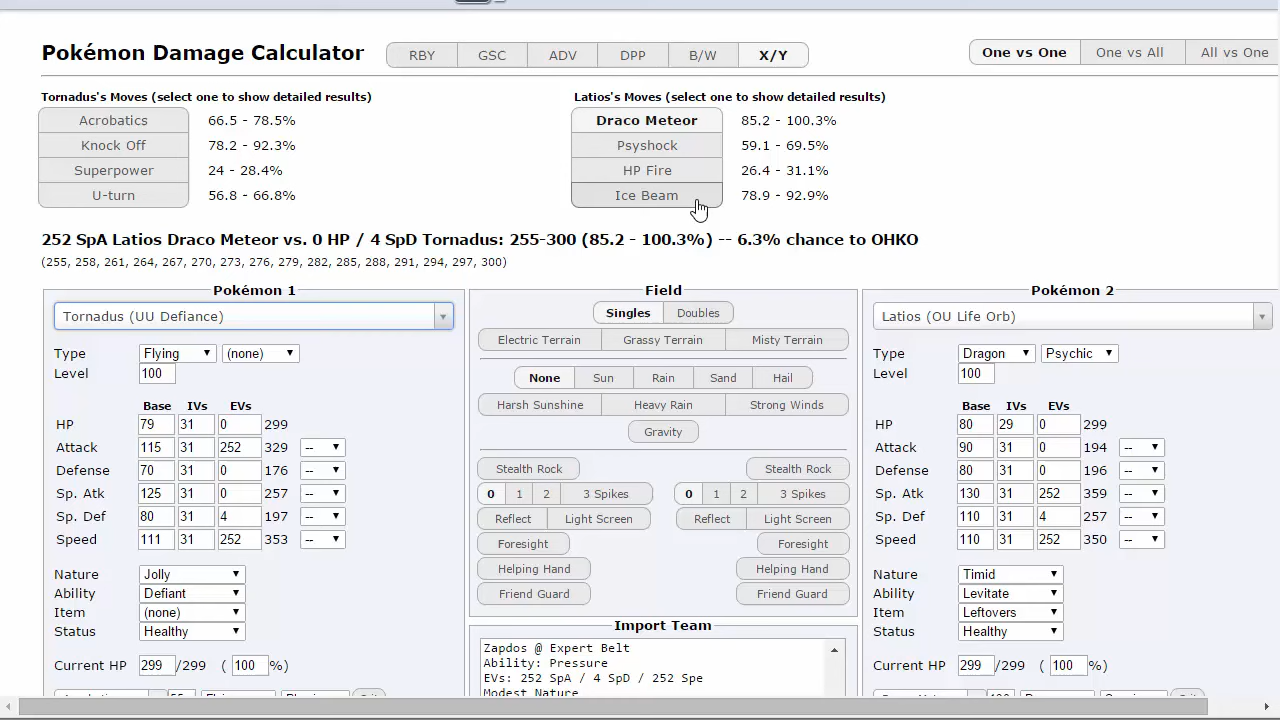 Pokémon Damage Calculator RBY GSC ADV DPP B/W X/Y One vs One One vs All All vs One
Tornadus's Moves (select one to show detailed results) Latios's Moves (select one to show detailed results)
Acrobatics 66.5 - 78.5% Draco Meteor 85.2 - 100.3%
Knock Off 78.2 - 92.3% Psyshock 59.1 - 69.5%
Superpower 24 - 28.4% HP Fire 26.4 - 31.1%
U-turn 56.8 - 66.8% Ice Beam 78.9 - 92.9%
252 SpA Latios Draco Meteor vs. 0 HP / 4 SpD Tornadus: 255-300 (85.2 - 100.3%) -- 6.3% chance to OHKO
(255, 258, 261, 264, 267, 270, 273, 276, 279, 282, 285, 288, 291, 294, 297, 300)
Pokémon 1
Tornadus (UU Defiance)
Type Flying (none)
Level 100
Base IVs EVs
HP 79 31 0 299
Attack 115 31 252 329 --
Defense 70 31 0 176 --
Sp. Atk 125 31 0 257 --
Sp. Def 80 31 4 197 --
Speed 111 31 252 353 --
Nature Jolly
Ability Defiant
Item (none)
Status Healthy
Current HP 299 /299 ( 100 %)
Field
Singles Doubles
Electric Terrain Grassy Terrain Misty Terrain
None Sun Rain Sand Hail
Harsh Sunshine Heavy Rain Strong Winds
Gravity
Stealth Rock Stealth Rock
0 1 2 3 Spikes 0 1 2 3 Spikes
Reflect Light Screen Reflect Light Screen
Foresight Foresight
Helping Hand Helping Hand
Friend Guard Friend Guard
Import Team
Zapdos @ Expert Belt
Ability: Pressure
EVs: 252 SpA / 4 SpD / 252 Spe
Modest Nature
Pokémon 2
Latios (OU Life Orb)
Type Dragon Psychic
Level 100
Base IVs EVs
HP 80 29 0 299
Attack 90 31 0 194 --
Defense 80 31 0 196 --
Sp. Atk 130 31 252 359 --
Sp. Def 110 31 4 257 --
Speed 110 31 252 350 --
Nature Timid
Ability Levitate
Item Leftovers
Status Healthy
Current HP 299 /299 ( 100 %)